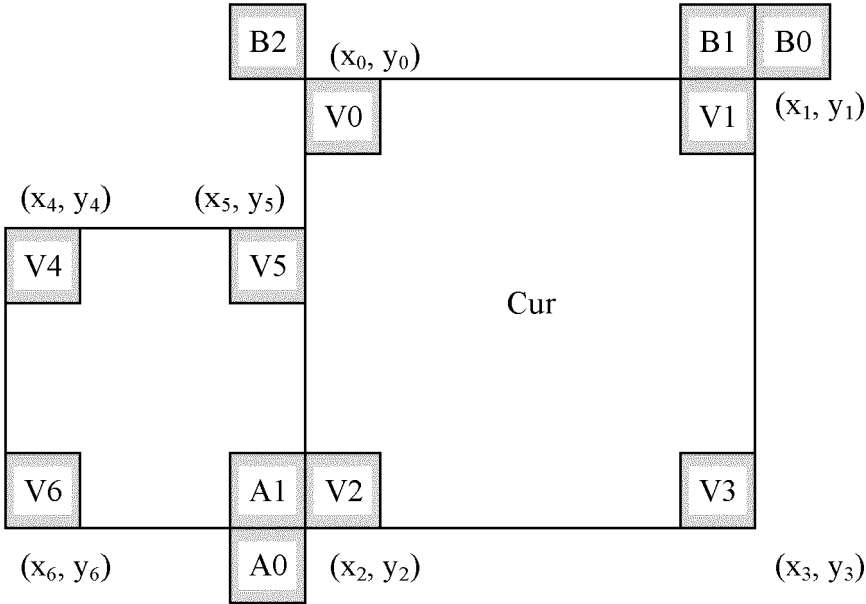 B2 (x₀, y₀) B1 B0
V0 V1 (x₁, y₁)
(x₄, y₄) (x₅, y₅)
V4 V5
Cur
V6 A1 V2 V3
(x₆, y₆) A0 (x₂, y₂) (x₃, y₃)